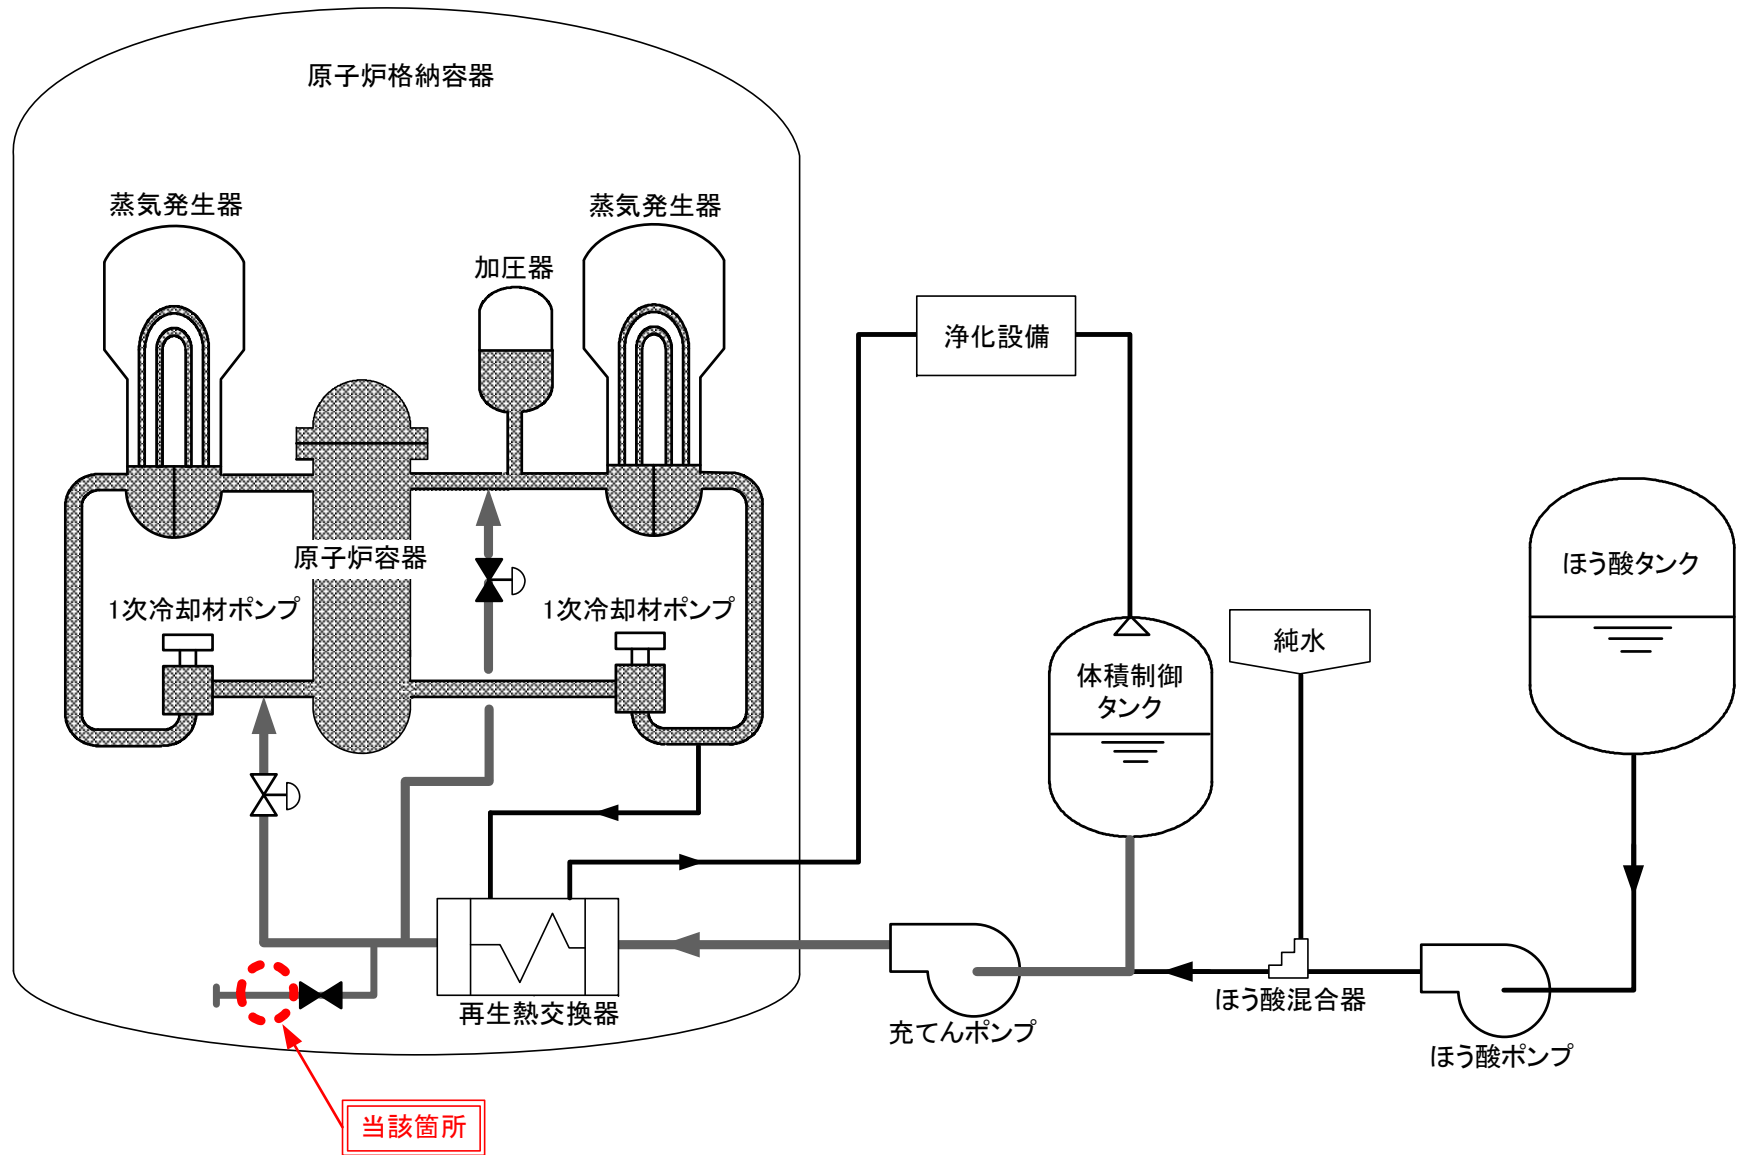 原子炉格納容器
蒸気発生器
蒸気発生器
加圧器
浄化設備
原子炉容器
ほう酸タンク
1次冷却材ポンプ
1次冷却材ポンプ
純水
体積制御
タンク
ほう酸混合器
再生熱交換器
充てんポンプ
ほう酸ポンプ
当該箇所